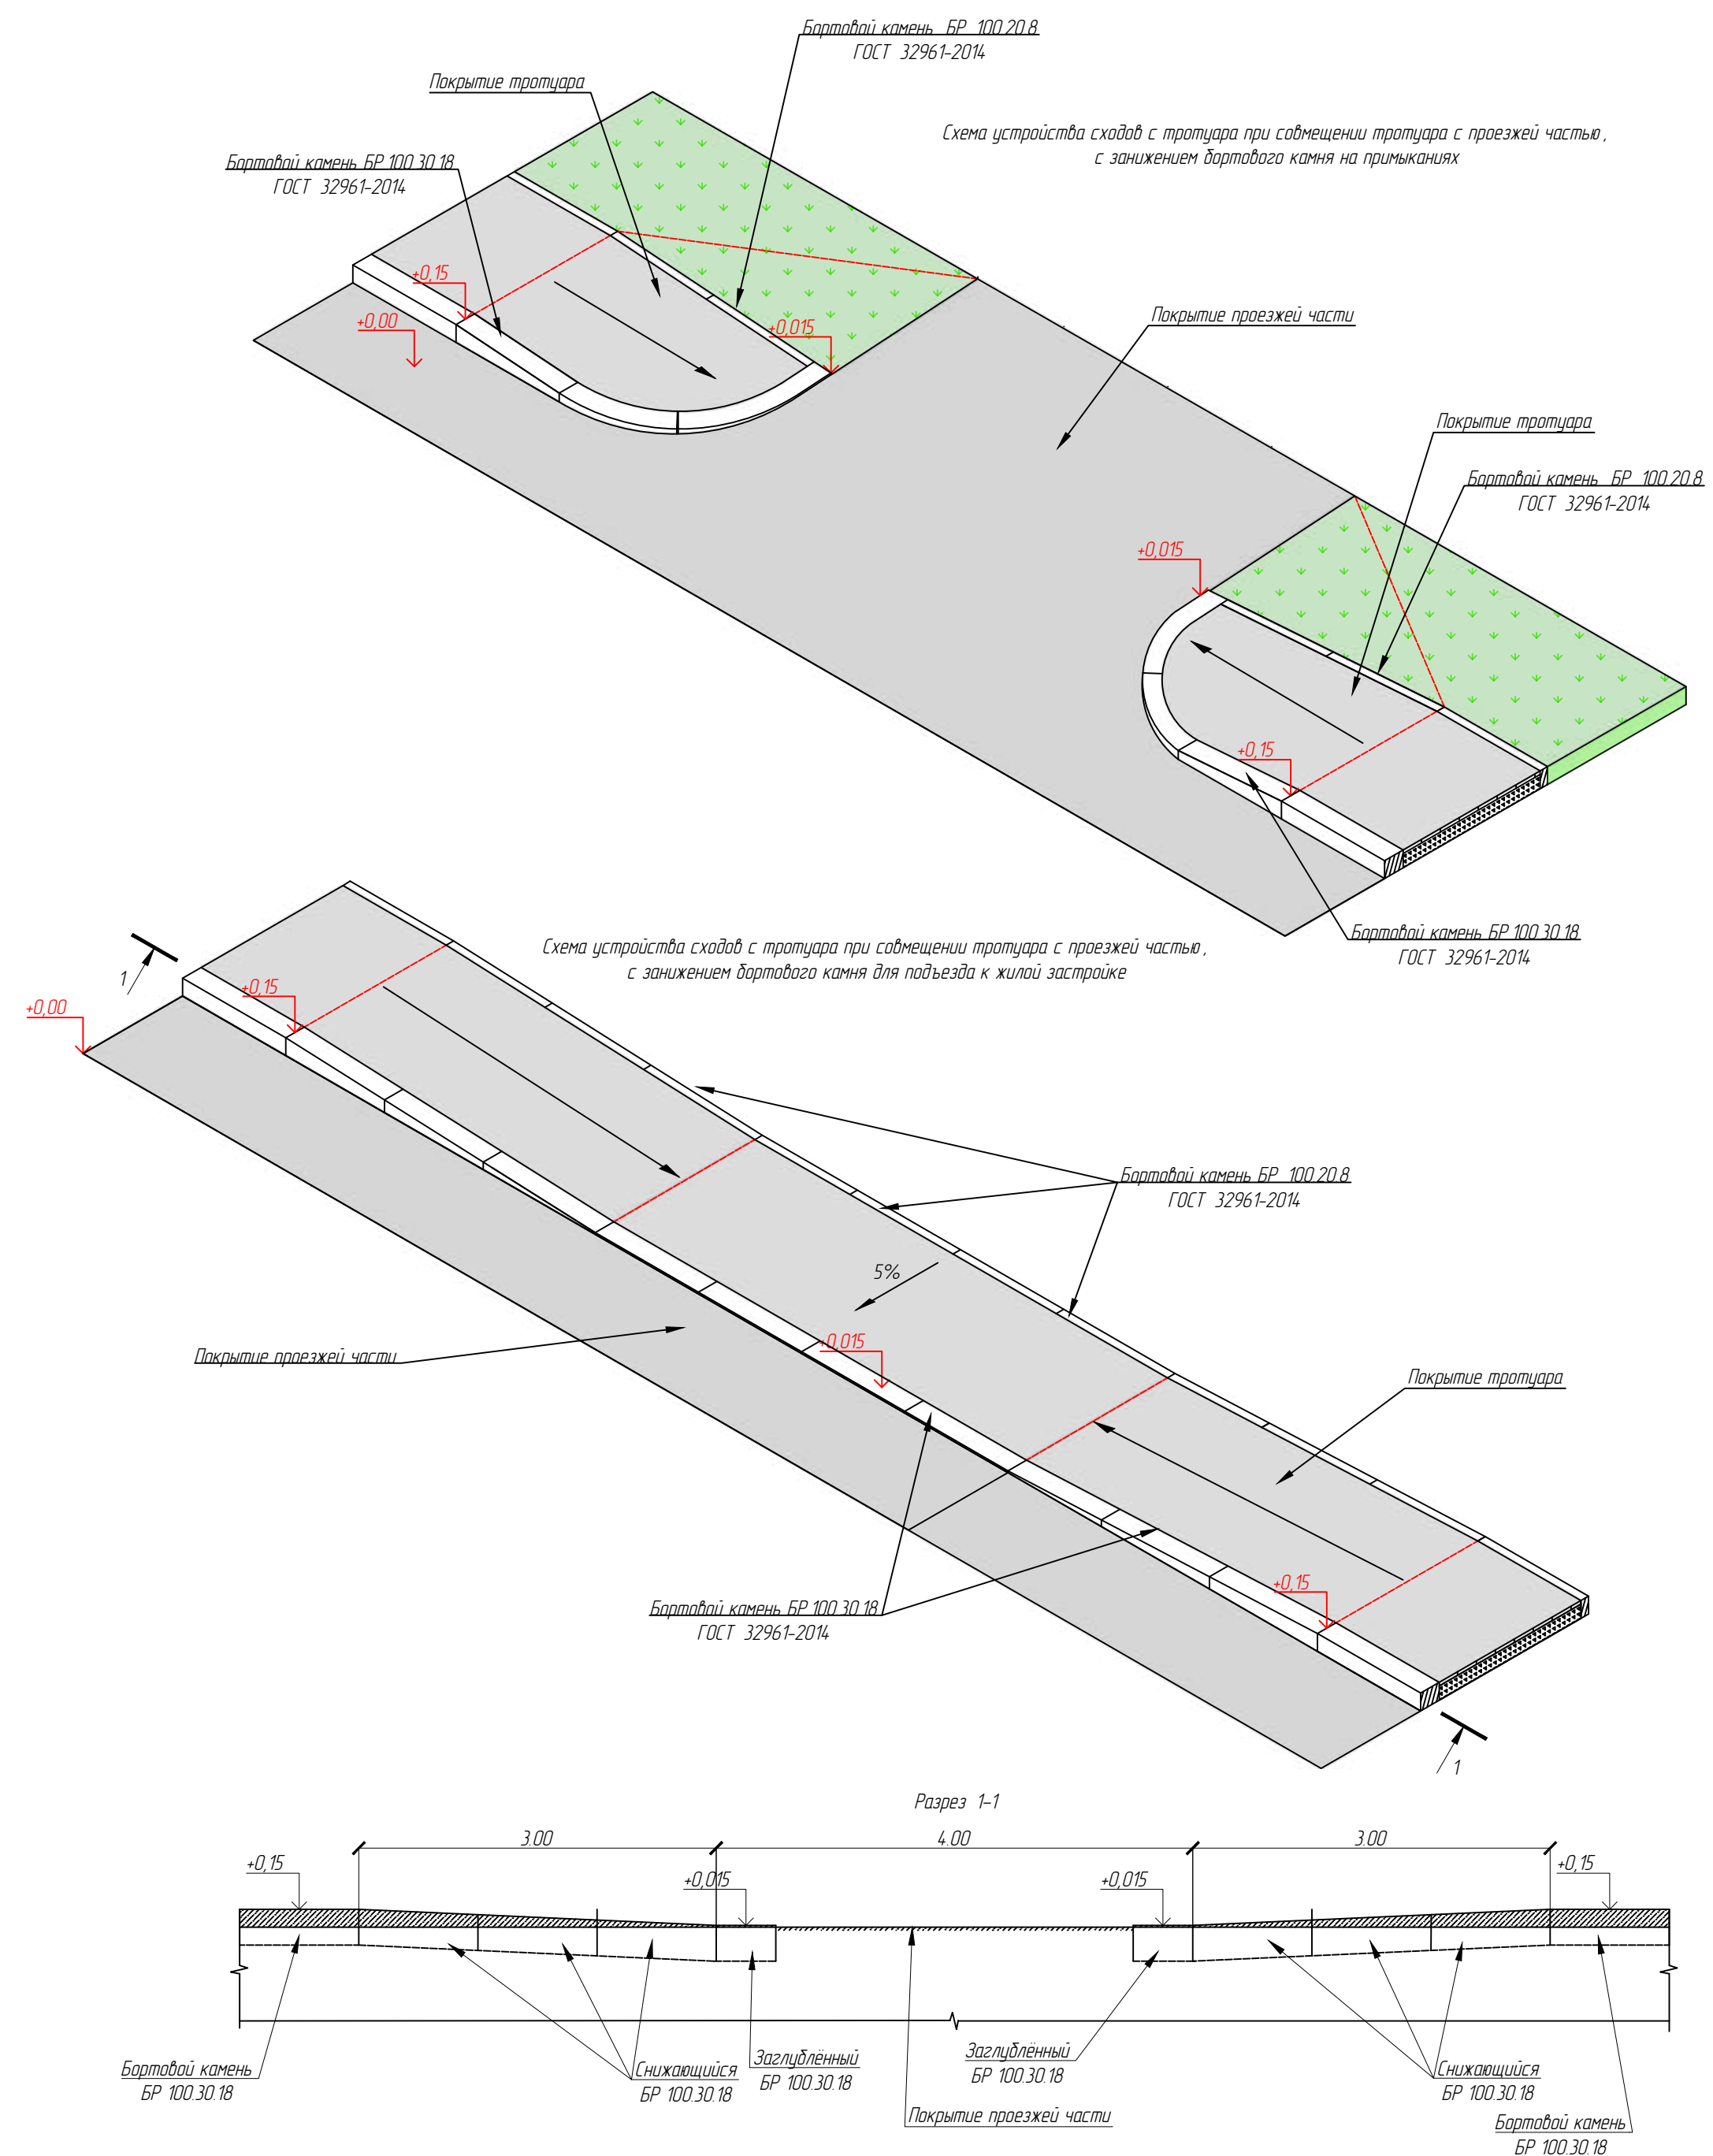 Бортовой камень БР 100.20.8
ГОСТ 32961-2014
Покрытие тротуара
Схема устройства сходов с тротуара при совмещении тротуара с проезжей частью,
с занижением бортового камня на примыканиях
Бортовой камень БР 100.30.18
ГОСТ 32961-2014
+0,15
+0,00
+0,015
Покрытие проезжей части
Покрытие тротуара
Бортовой камень БР 100.20.8
ГОСТ 32961-2014
+0,015
+0,15
Бортовой камень БР 100.30.18
ГОСТ 32961-2014
Схема устройства сходов с тротуара при совмещении тротуара с проезжей частью,
с занижением бортового камня для подъезда к жилой застройке
1
+0,15
+0,00
Бортовой камень БР 100.20.8
ГОСТ 32961-2014
5%
+0,015
Покрытие проезжей части
Покрытие тротуара
+0,15
Бортовой камень БР 100.30.18
ГОСТ 32961-2014
1
Разрез 1-1
3.00
4.00
3.00
+0,15
+0,015
+0,015
+0,15
Бортовой камень
БР 100.30.18
Снижающийся
БР 100.30.18
Заглублённый
БР 100.30.18
Заглублённый
БР 100.30.18
Снижающийся
БР 100.30.18
Покрытие проезжей части
Бортовой камень
БР 100.30.18